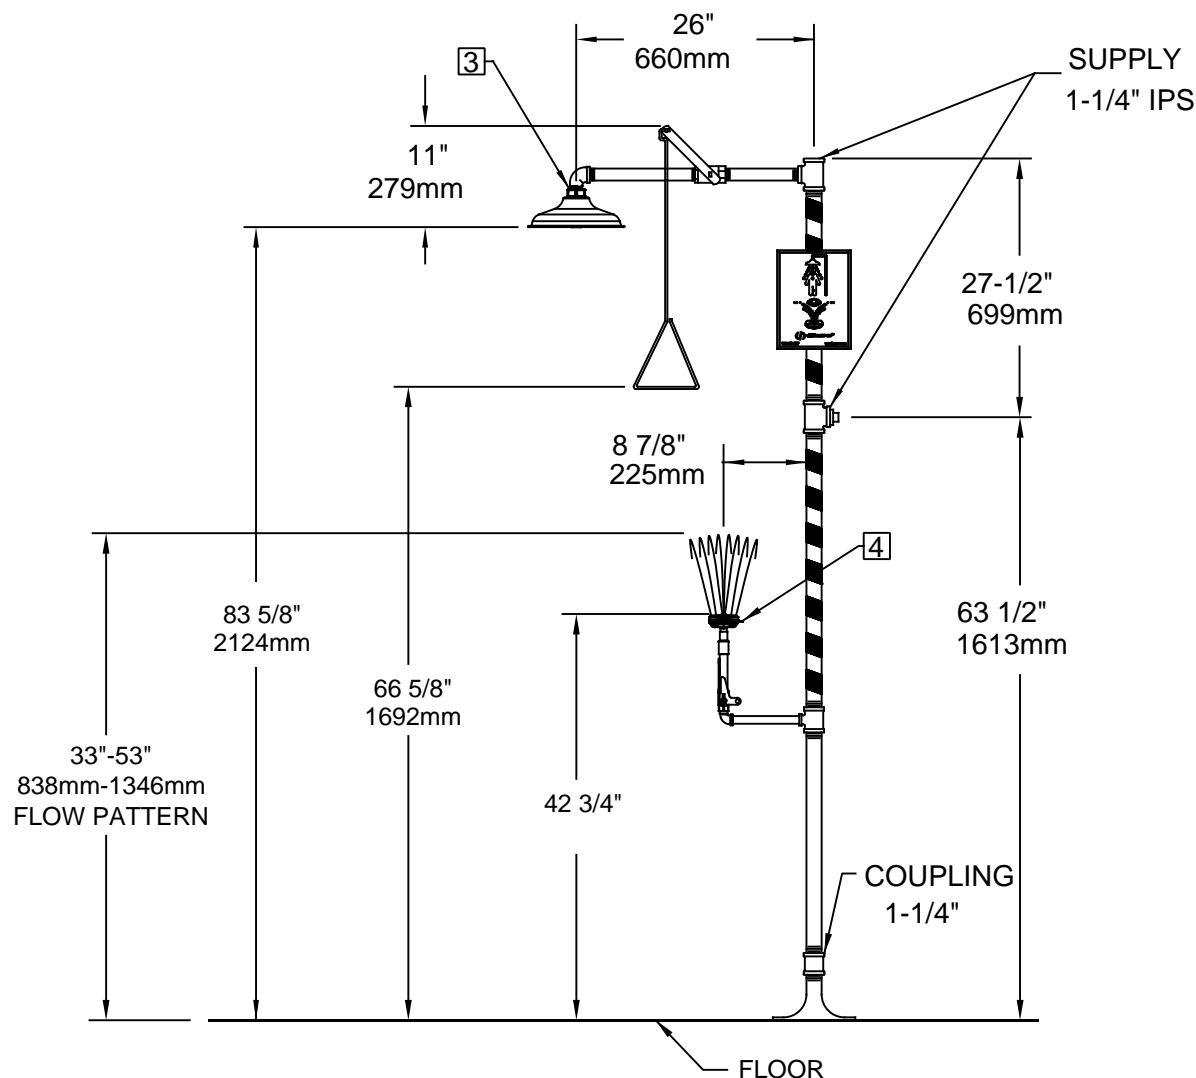 26"
660mm
3
SUPPLY
1-1/4" IPS
11"
279mm
27-1/2"
699mm
8 7/8"
225mm
4
83 5/8"
2124mm
63 1/2"
1613mm
66 5/8"
1692mm
33"-53"
838mm-1346mm
FLOW PATTERN
42 3/4"
COUPLING
1-1/4"
FLOOR